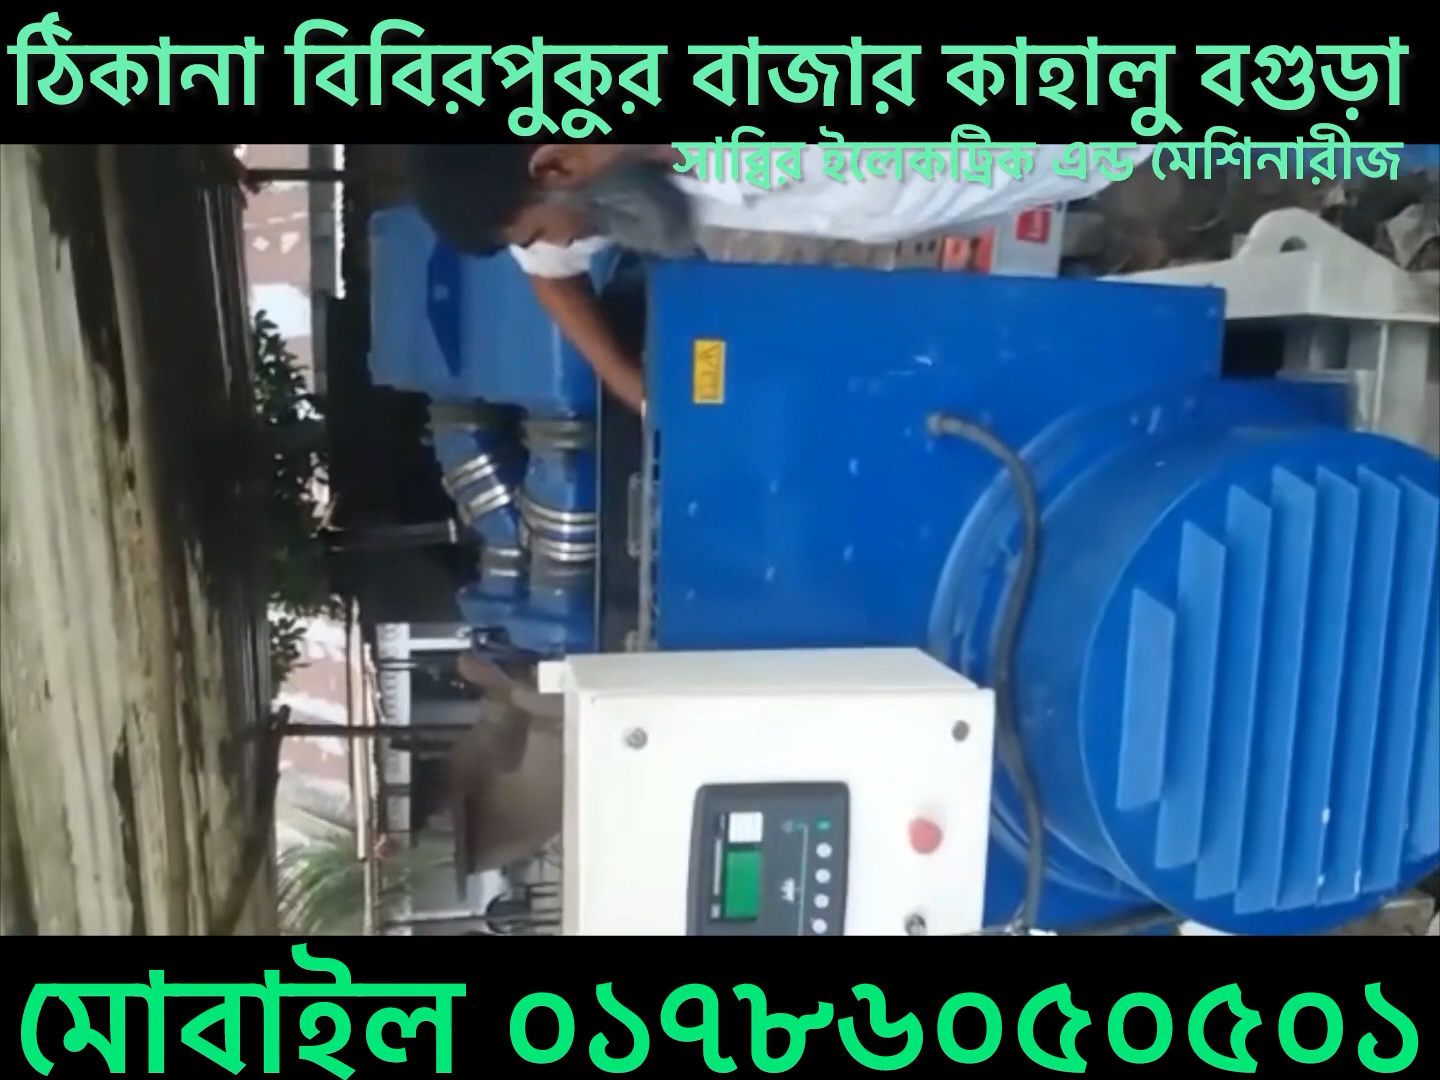 ঠিকানা বিবিরপুকুর বাজার কাহালু বগুড়া
সাব্বির ইলেকট্রিক এন্ড মেশিনারীজ
মোবাইল ০১৭৮৬০৫০৫০১